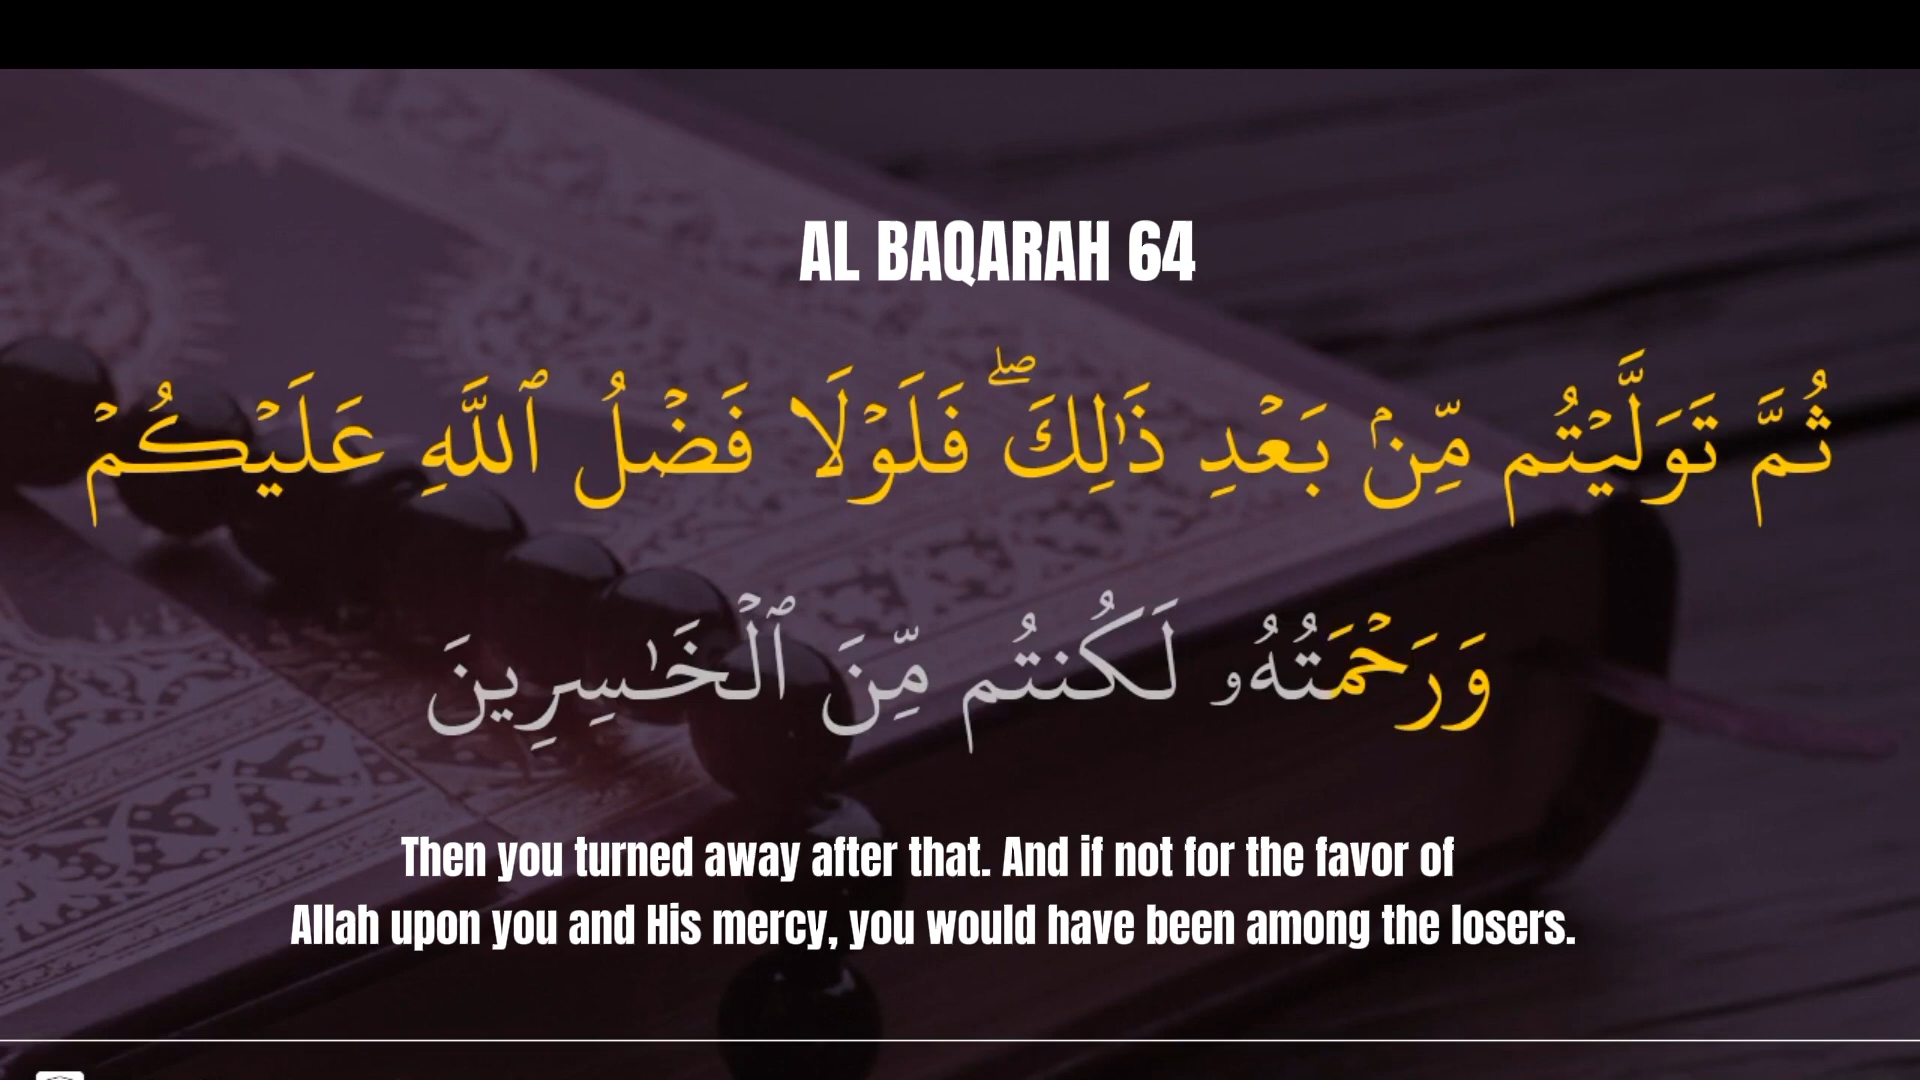 AL BAQARAH 64
ثُمَّ تَوَلَّيۡتُم مِّنۢ بَعۡدِ ذَٰلِكَۖ فَلَوۡلَا فَضۡلُ ٱللَّهِ عَلَيۡكُمۡ
وَرَحۡمَتُهُۥ لَكُنتُم مِّنَ ٱلۡخَٰسِرِينَ
Then you turned away after that. And if not for the favor of
Allah upon you and His mercy, you would have been among the losers.